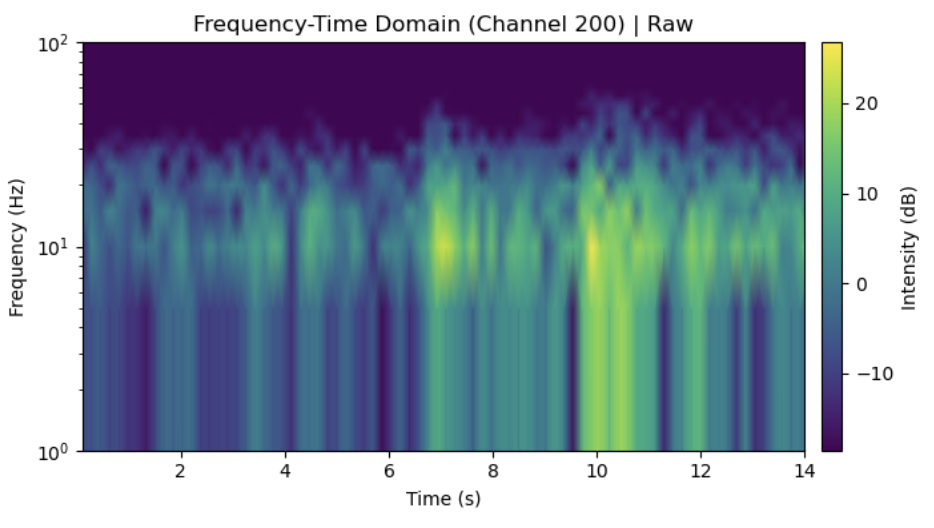 Frequency-Time Domain (Channel 200) | Raw
10²
10¹
10⁰
Frequency (Hz)
2 4 6 8 10 12 14
Time (s)
20
10
0
−10
Intensity (dB)